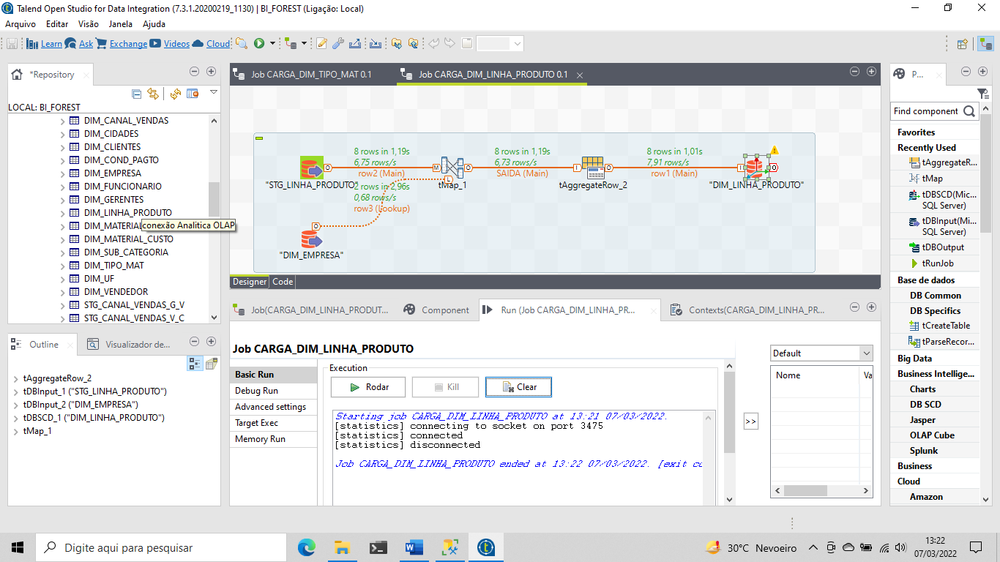 Talend Open Studio for Data Integration (7.3.1.20200219_1130) | BI_FOREST (Ligação: Local)
Arquivo Editar Visão Janela Ajuda
Learn Ask Exchange Videos Cloud
*Repository
LOCAL: BI_FOREST
DIM_CANAL_VENDAS
DIM_CIDADES
DIM_CLIENTES
DIM_COND_PAGTO
DIM_EMPRESA
DIM_FUNCIONARIO
DIM_GERENTES
DIM_LINHA_PRODUTO
DIM_MATERIAL
conexão Analitica OLAP
DIM_MATERIAL_CUSTO
DIM_SUB_CATEGORIA
DIM_TIPO_MAT
DIM_UF
DIM_VENDEDOR
STG_CANAL_VENDAS_G_V
STG_CANAL_VENDAS_V_C
Outline
Visualizador de...
tAggregateRow_2
tDBInput_1 ("STG_LINHA_PRODUTO")
tDBInput_2 ("DIM_EMPRESA")
tDBSCD_1 ("DIM_LINHA_PRODUTO")
tMap_1
Job CARGA_DIM_TIPO_MAT 0.1
Job CARGA_DIM_LINHA_PRODUTO 0.1
8 rows in 1,19s
6,75 rows/s
row2 (Main)
8 rows in 1,19s
6,73 rows/s
SAIDA (Main)
8 rows in 1,01s
7,91 rows/s
row1 (Main)
"STG_LINHA_PRODUTO"
tMap_1
tAggregateRow_2
"DIM_LINHA_PRODUTO"
2 rows in 2,96s
0,68 rows/s
row3 (Lookup)
"DIM_EMPRESA"
Designer Code
Job(CARGA_DIM_LINHA_PRODUT...
Component
Run (Job CARGA_DIM_LINHA_PR...
Contexts(CARGA_DIM_LINHA_PR...
Job CARGA_DIM_LINHA_PRODUTO
Basic Run
Debug Run
Advanced settings
Target Exec
Memory Run
Execution
Rodar
Kill
Clear
Starting job CARGA_DIM_LINHA_PRODUTO at 13:21 07/03/2022.
[statistics] connecting to socket on port 3475
[statistics] connected
[statistics] disconnected
Job CARGA_DIM_LINHA_PRODUTO ended at 13:22 07/03/2022. [exit co
>>
Default
Nome
Va
P...
Find component
Favorites
Recently Used
tAggregateR...
tMap
tDBSCD(Mic...
SQL Server)
tDBInput(Mi...
SQL Server)
tDBOutput
tRunJob
Base de dados
DB Common
DB Specifics
tCreateTable
tParseRecor...
Big Data
Business Intellige...
Charts
DB SCD
Jasper
OLAP Cube
Splunk
Business
Cloud
Amazon
Digite aqui para pesquisar
30°C Nevoeiro
13:22
07/03/2022